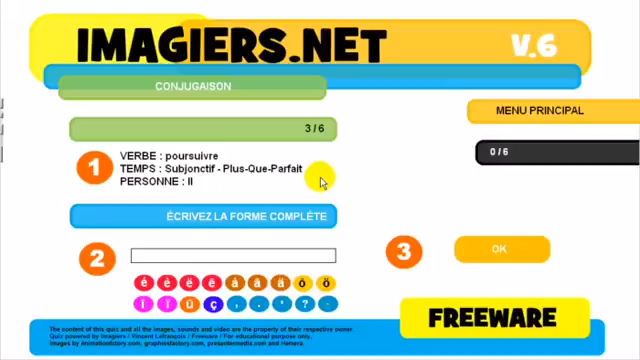 IMAGIERS.NET
V.6
CONJUGAISON
MENU PRINCIPAL
3 / 6
0 / 6
1
VERBE : poursuivre
TEMPS : Subjonctif - Plus-Que-Parfait
PERSONNE : Il
ÉCRIVEZ LA FORME COMPLÈTE
2
3
OK
FREEWARE
The content of this quiz and all the images, sounds and video are the property of their respective owner
Quiz powered by Imagiers / Vincent Lefrançois / For educational purpose only.